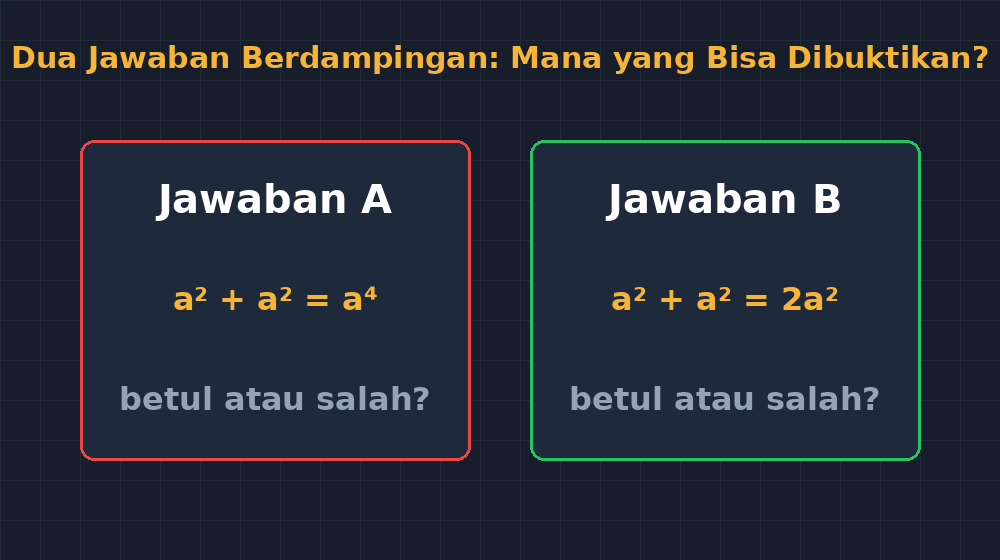 Dua Jawaban Berdampingan: Mana yang Bisa Dibuktikan?
Jawaban A
a² + a² = a⁴
betul atau salah?
Jawaban B
a² + a² = 2a²
betul atau salah?